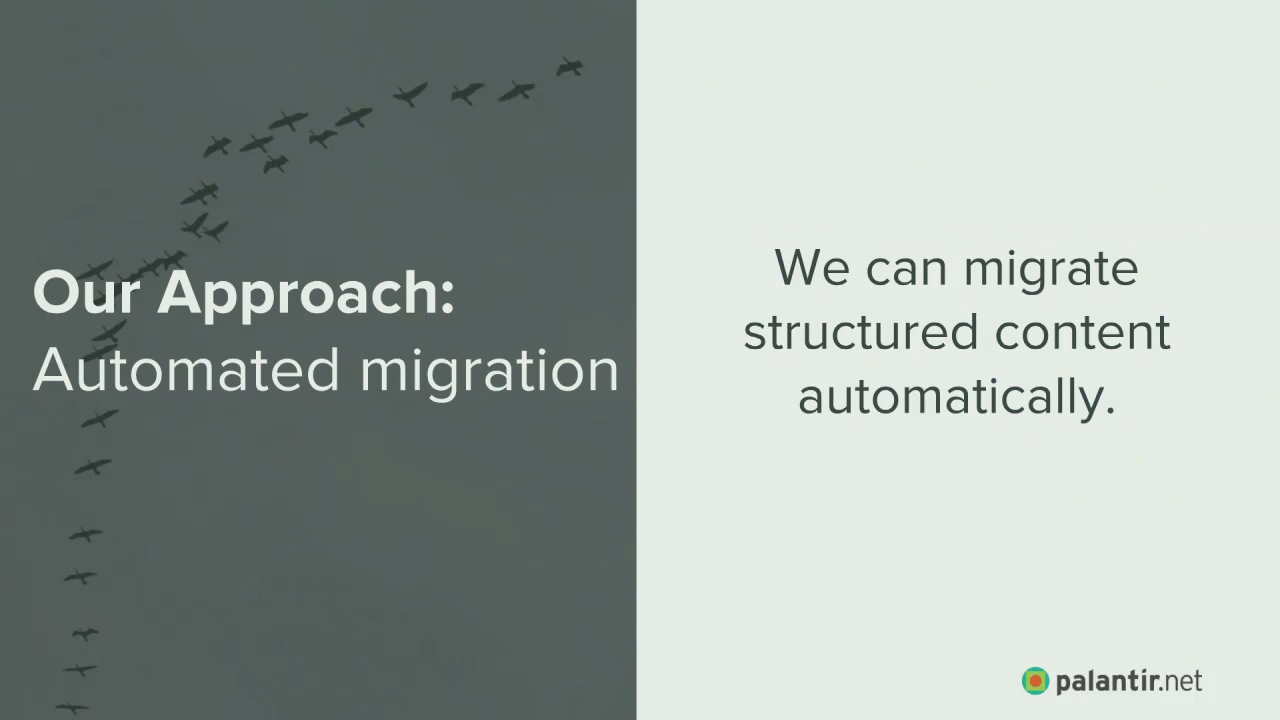 Our Approach:
Automated migration
We can migrate
structured content
automatically.
palantir.net